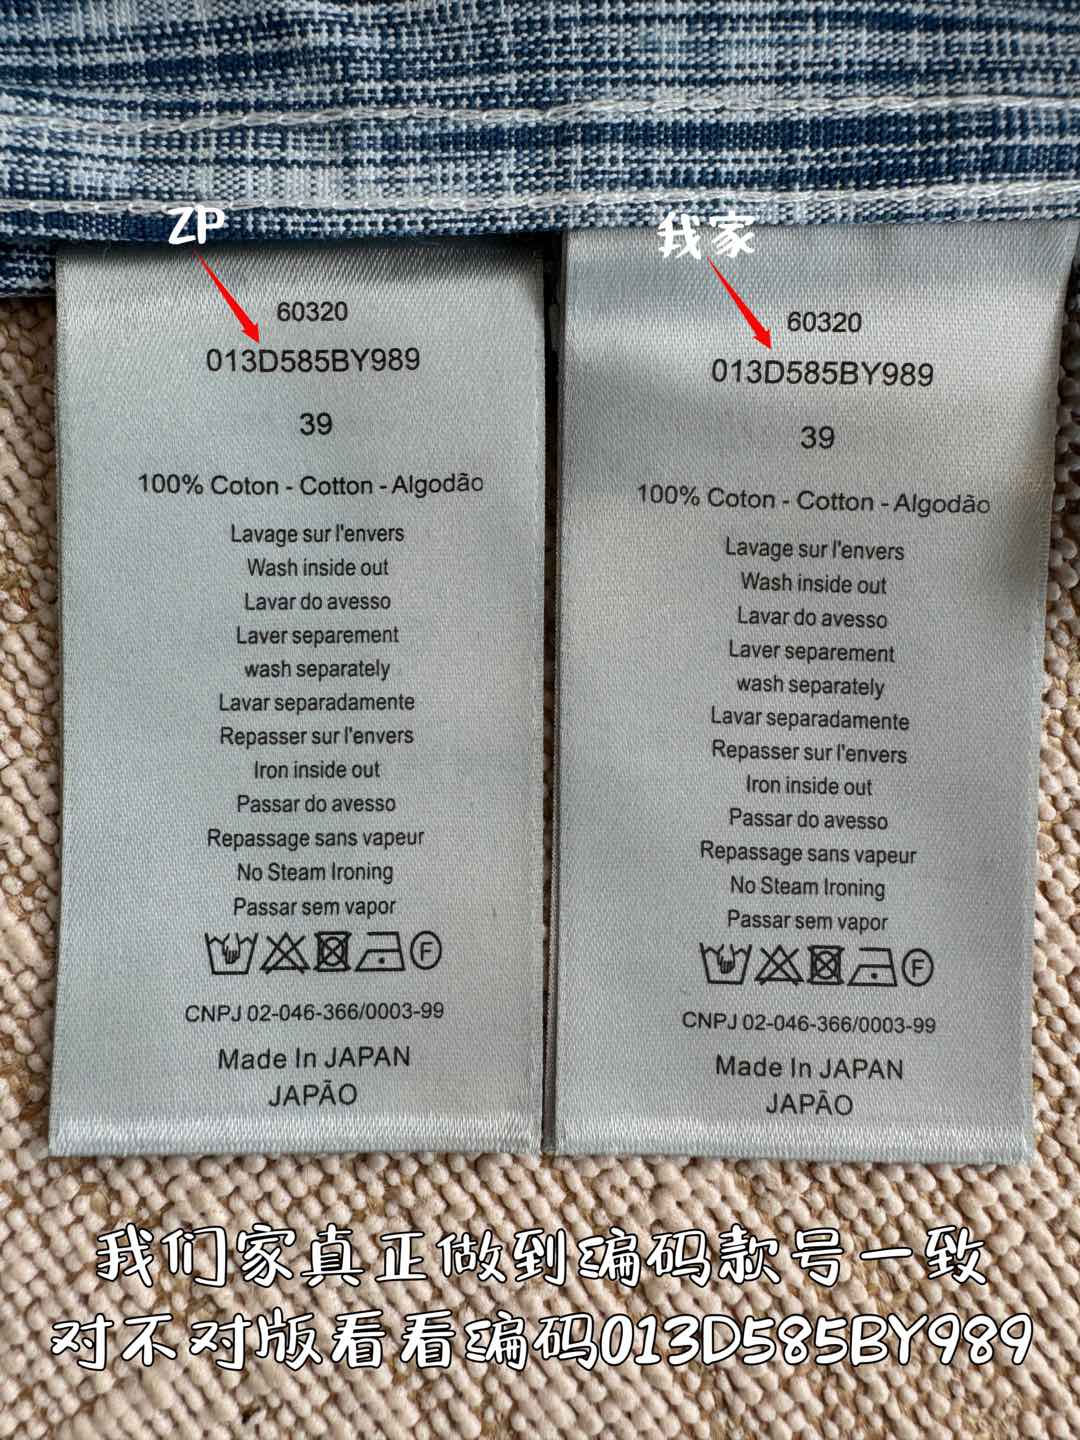 ZP
60320
013D585BY989
39
100% Coton - Cotton - Algodão
Lavage sur l'envers
Wash inside out
Lavar do avesso
Laver separement
wash separately
Lavar separadamente
Repasser sur l'envers
Iron inside out
Passar do avesso
Repassage sans vapeur
No Steam Ironing
Passar sem vapor
F
CNPJ 02-046-366/0003-99
Made In JAPAN
JAPÃO
我家
60320
013D585BY989
39
100% Coton - Cotton - Algodão
Lavage sur l'envers
Wash inside out
Lavar do avesso
Laver separement
wash separately
Lavar separadamente
Repasser sur l'envers
Iron inside out
Passar do avesso
Repassage sans vapeur
No Steam Ironing
Passar sem vapor
F
CNPJ 02-046-366/0003-99
Made In JAPAN
JAPÃO
我们家真正做到编码款号一致
对不对版看看编码013D585BY989